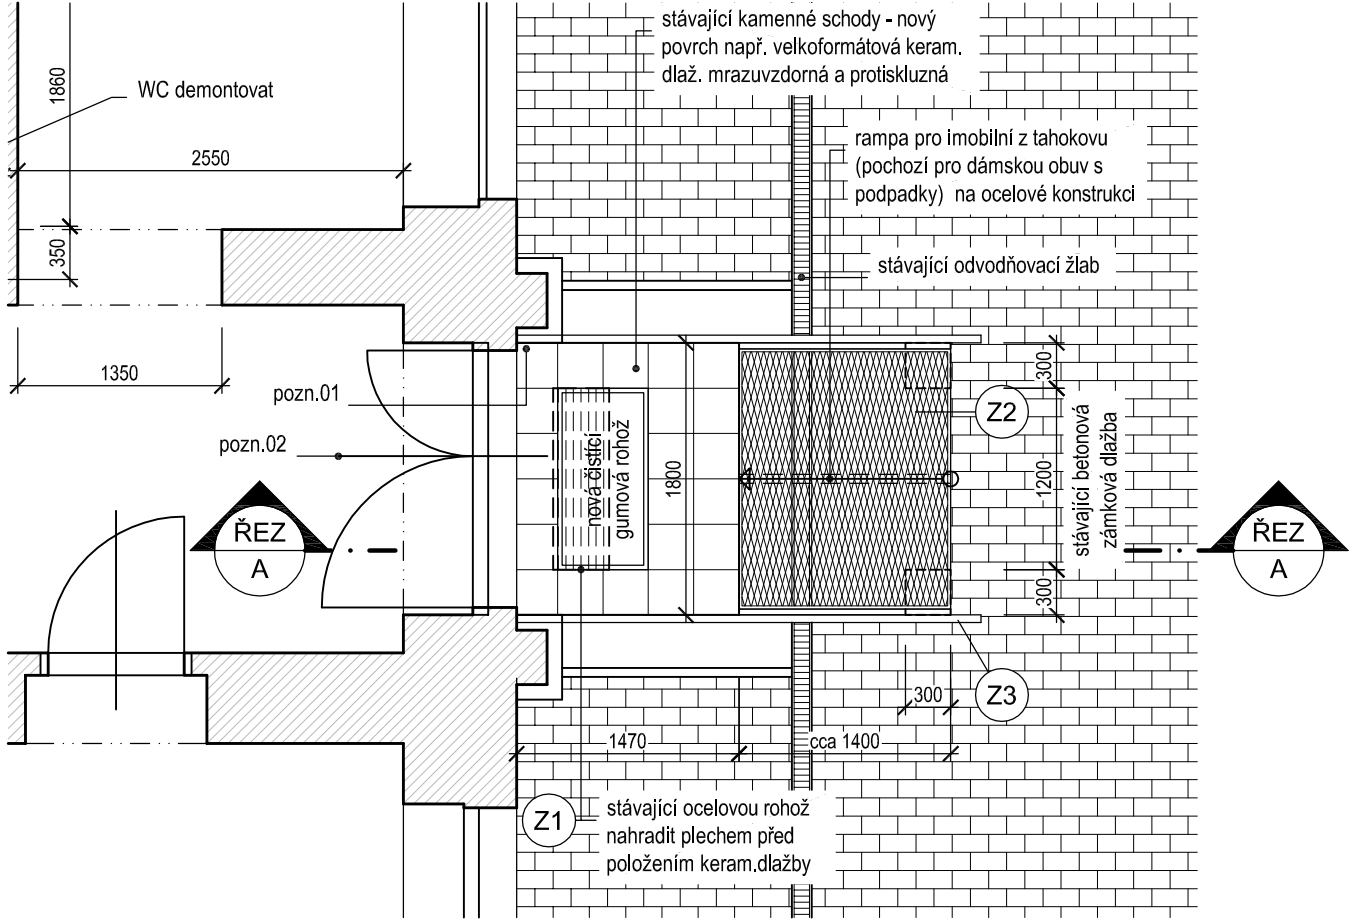 stávající kamenné schody - nový
povrch např. velkoformátová keram.
dlaž. mrazuvzdorná a protiskluzná
1860
WC demontovat
rampa pro imobilní z tahokovu
(pochozí pro dámskou obuv s
podpadky) na ocelové konstrukci
2550
350
stávající odvodňovací žlab
1350
pozn.01
pozn.02
nová čistící
gumová rohož
1800
Z2
300
1200
300
stávající betonová
zámková dlažba
ŘEZ
A
ŘEZ
A
300
Z3
1470
cca 1400
Z1
stávající ocelovou rohož
nahradit plechem před
položením keram.dlažby